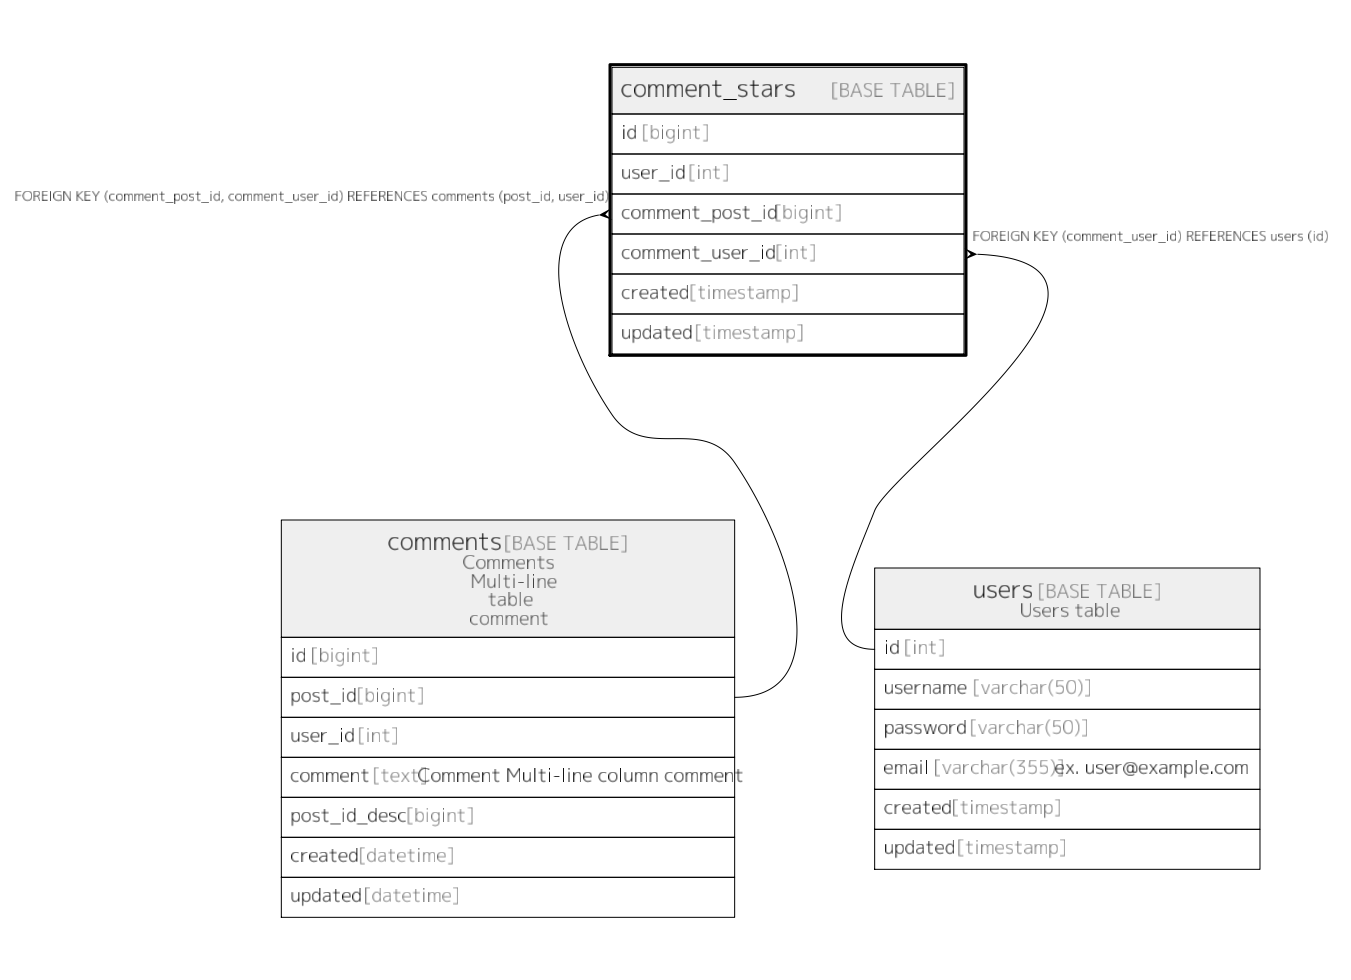 comment_stars [BASE TABLE]
id [bigint]
user_id [int]
FOREIGN KEY (comment_post_id, comment_user_id) REFERENCES comments (post_id, user_id)
comment_post_id [bigint]
FOREIGN KEY (comment_user_id) REFERENCES users (id)
comment_user_id [int]
created [timestamp]
updated [timestamp]
comments [BASE TABLE]
Comments
Multi-line
table
comment
id [bigint]
post_id [bigint]
user_id [int]
comment [text] Comment Multi-line column comment
post_id_desc [bigint]
created [datetime]
updated [datetime]
users [BASE TABLE]
Users table
id [int]
username [varchar(50)]
password [varchar(50)]
email [varchar(355)] ex. user@example.com
created [timestamp]
updated [timestamp]